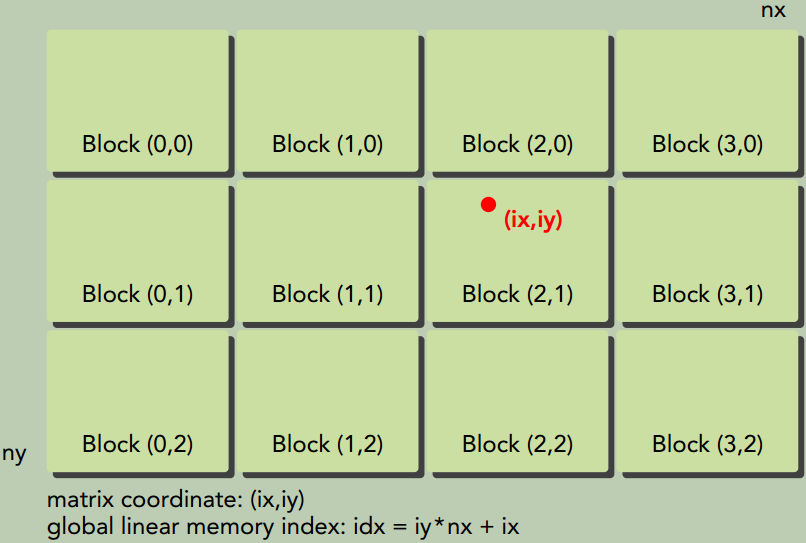 nx
Block (0,0) Block (1,0) Block (2,0) Block (3,0)
(ix,iy)
Block (0,1) Block (1,1) Block (2,1) Block (3,1)
Block (0,2) Block (1,2) Block (2,2) Block (3,2)
ny
matrix coordinate: (ix,iy)
global linear memory index: idx = iy*nx + ix